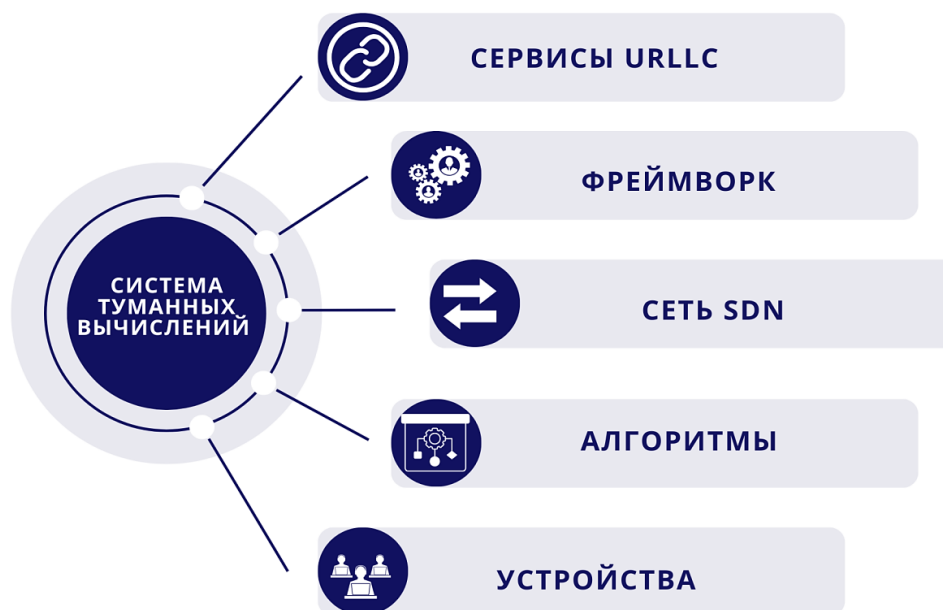 СЕРВИСЫ URLLC
ФРЕЙМВОРК
СИСТЕМА
ТУМАННЫХ
ВЫЧИСЛЕНИЙ
СЕТЬ SDN
АЛГОРИТМЫ
УСТРОЙСТВА